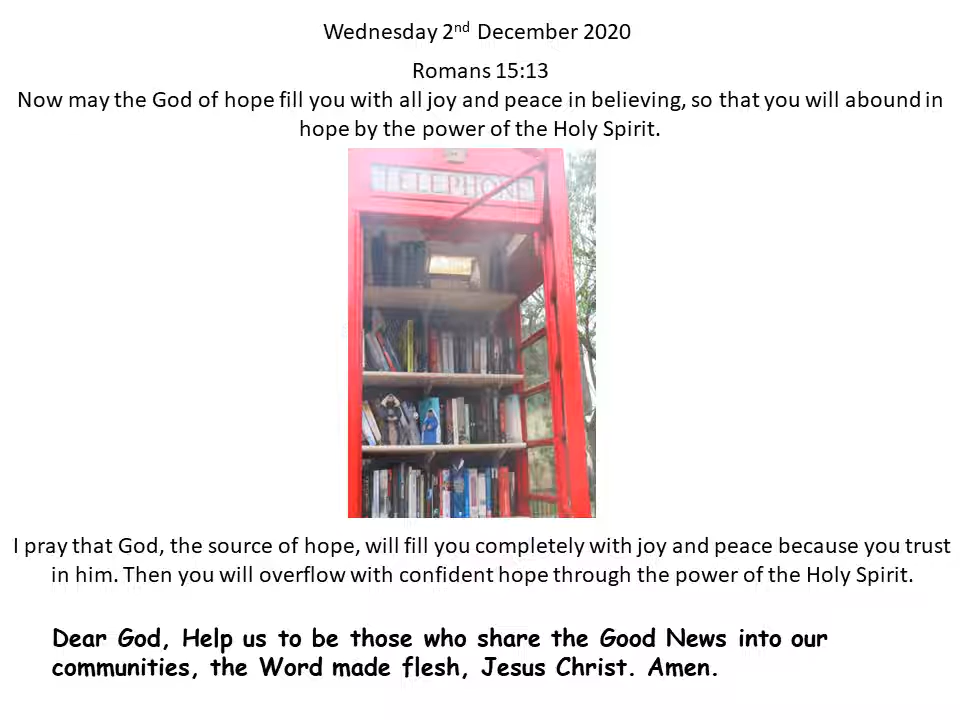 Wednesday 2nd December 2020
Romans 15:13
Now may the God of hope fill you with all joy and peace in believing, so that you will abound in
hope by the power of the Holy Spirit.
TELEPHONE
I pray that God, the source of hope, will fill you completely with joy and peace because you trust
in him. Then you will overflow with confident hope through the power of the Holy Spirit.
Dear God, Help us to be those who share the Good News into our
communities, the Word made flesh, Jesus Christ. Amen.